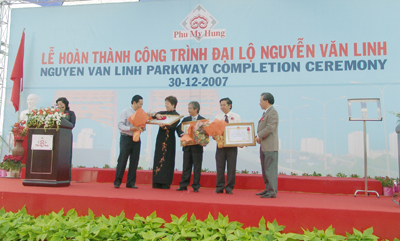 Phu My Hung
LỄ HOÀN THÀNH CÔNG TRÌNH ĐẠI LỘ NGUYỄN VĂN LINH
NGUYEN VAN LINH PARKWAY COMPLETION CEREMONY
30-12-2007